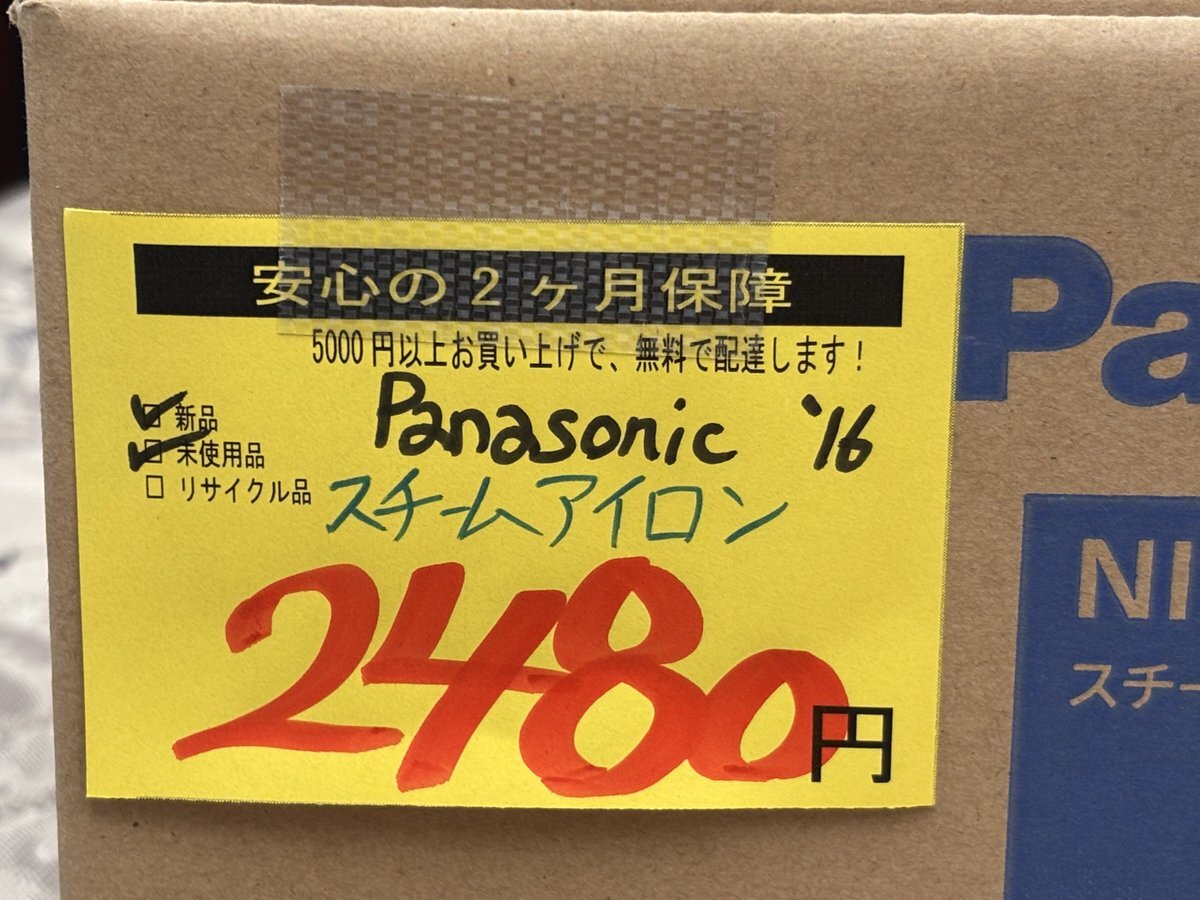 安心の2ヶ月保障
5000円以上お買い上げで、無料で配達します!
新品
未使用品
リサイクル品
Panasonic '16
スチームアイロン
2480円
Pa
NI
スチー